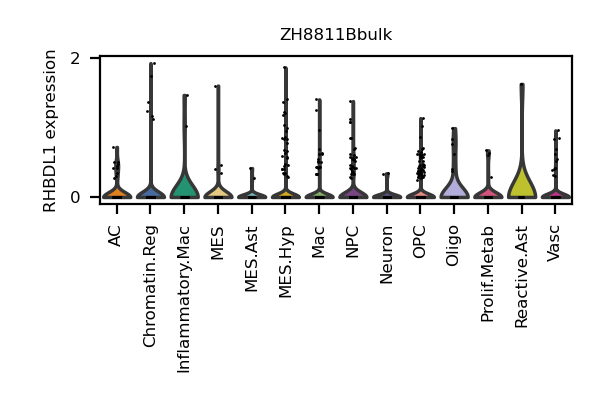 ZH8811Bbulk
RHBDL1 expression
2
0
AC
Chromatin.Reg
Inflammatory.Mac
MES
MES.Ast
MES.Hyp
Mac
NPC
Neuron
OPC
Oligo
Prolif.Metab
Reactive.Ast
Vasc